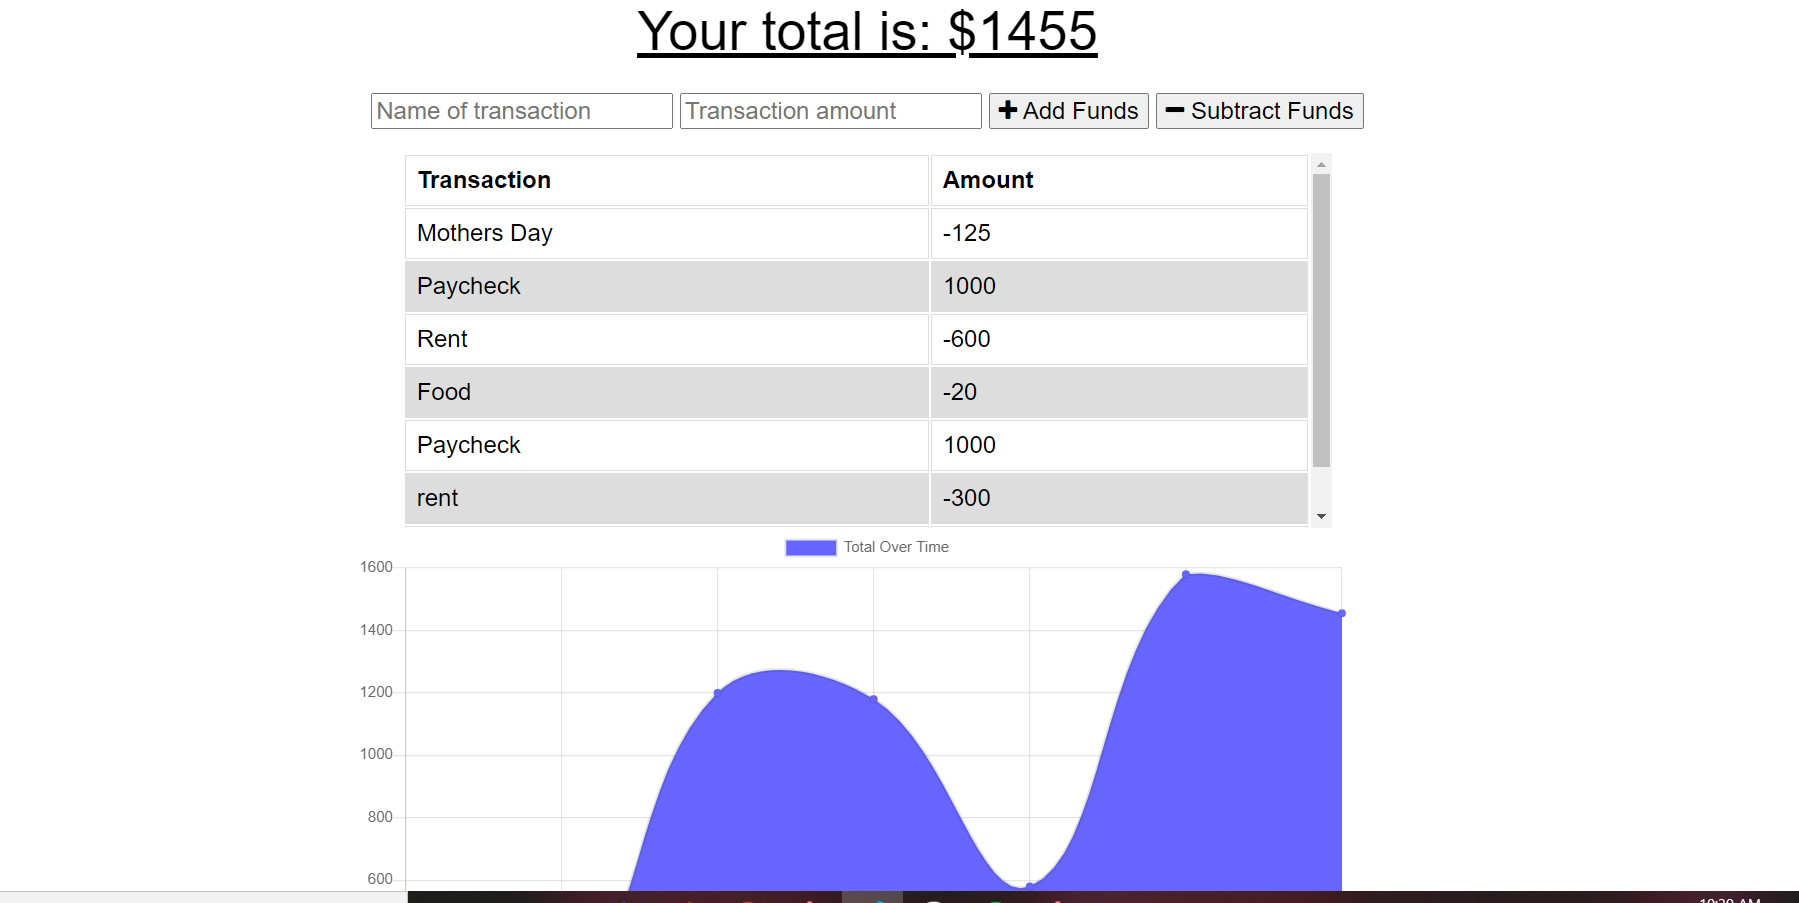 Your total is: $1455
Name of transaction Transaction amount Add Funds Subtract Funds
Transaction Amount
Mothers Day -125
Paycheck 1000
Rent -600
Food -20
Paycheck 1000
rent -300
Total Over Time
1600
1400
1200
1000
800
600